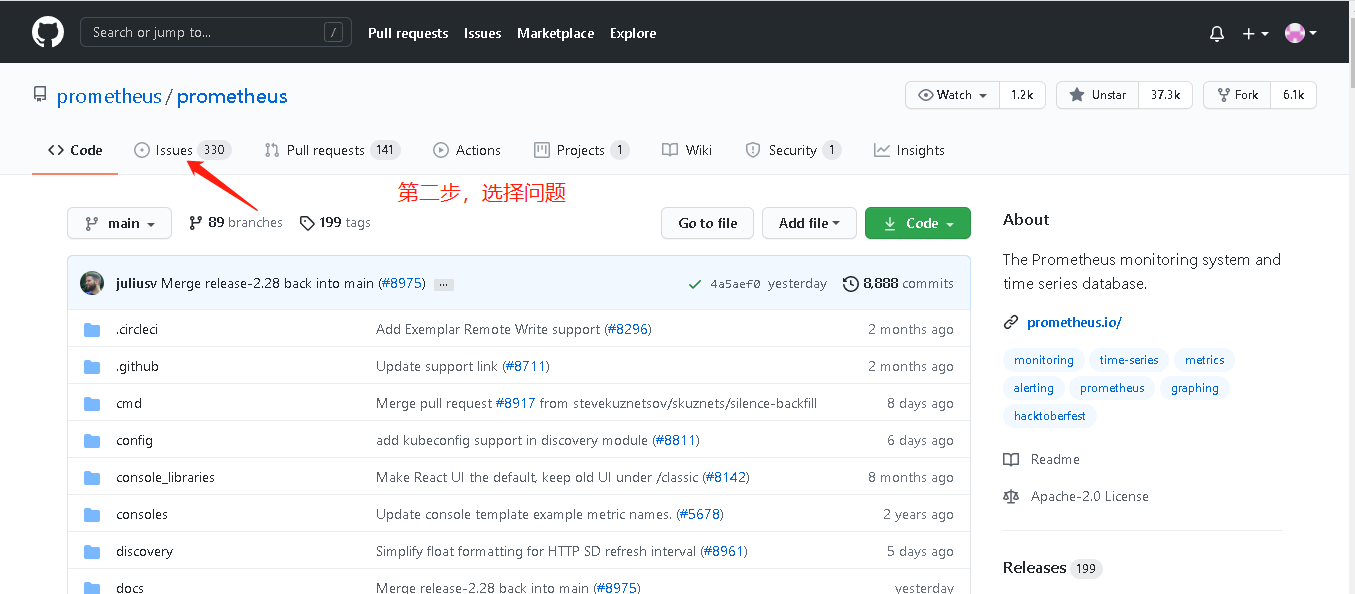 Search or jump to... /
Pull requests Issues Marketplace Explore
prometheus / prometheus
Watch 1.2k Unstar 37.3k Fork 6.1k
Code Issues 330 Pull requests 141 Actions Projects 1 Wiki Security 1 Insights
第二步，选择问题
main 89 branches 199 tags Go to file Add file Code
juliusv Merge release-2.28 back into main (#8975) ... 4a5aef0 yesterday 8,888 commits
.circleci Add Exemplar Remote Write support (#8296) 2 months ago
.github Update support link (#8711) 2 months ago
cmd Merge pull request #8917 from stevekuznetsov/skuznets/silence-backfill 8 days ago
config add kubeconfig support in discovery module (#8811) 6 days ago
console_libraries Make React UI the default, keep old UI under /classic (#8142) 8 months ago
consoles Update console template example metric names. (#5678) 2 years ago
discovery Simplify float formatting for HTTP SD refresh interval (#8961) 5 days ago
docs Merge release-2.28 back into main (#8975) yesterday
About
The Prometheus monitoring system and
time series database.
prometheus.io/
monitoring time-series metrics
alerting prometheus graphing
hacktoberfest
Readme
Apache-2.0 License
Releases 199